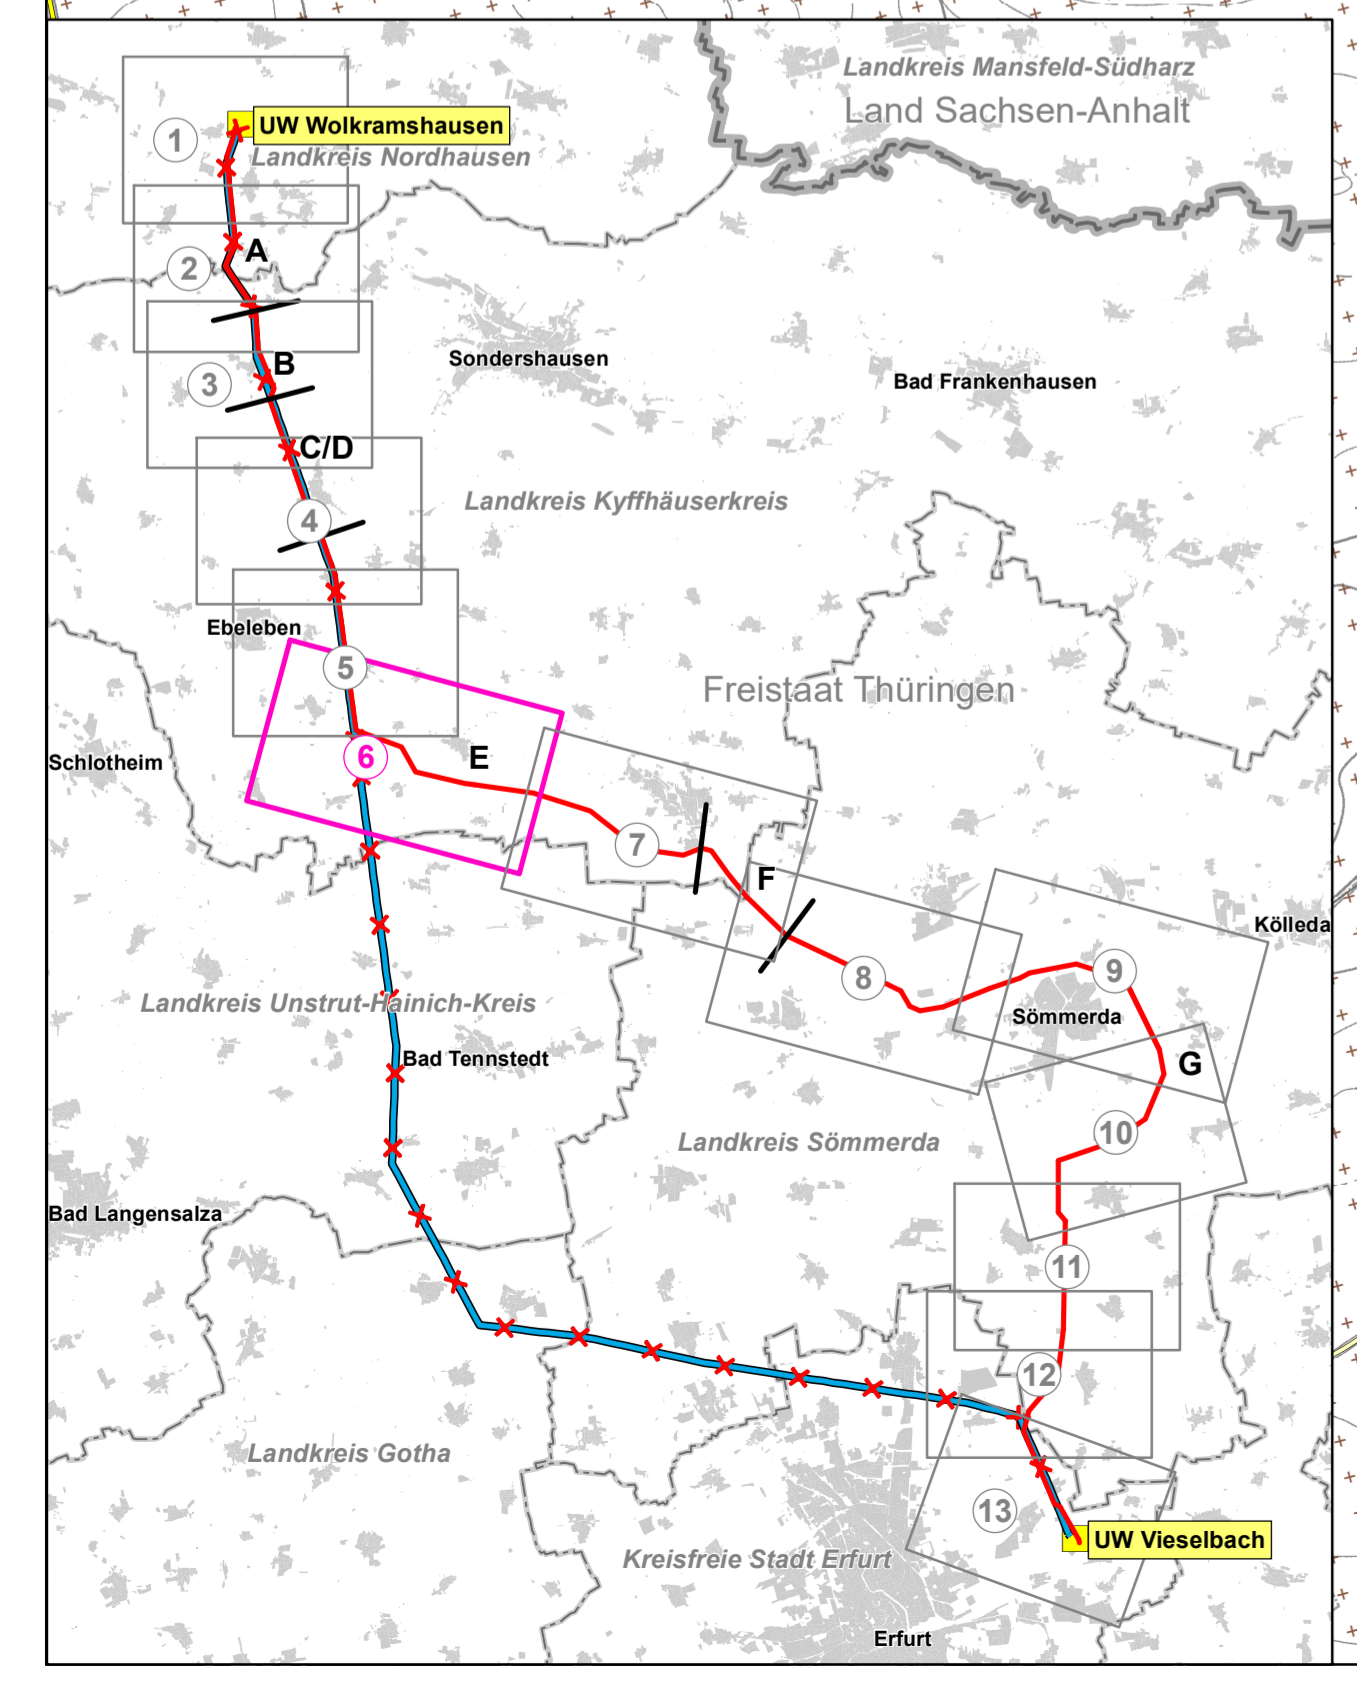 Landkreis Mansfeld-Südharz
Land Sachsen-Anhalt
UW Wolkramshausen
1
Landkreis Nordhausen
A
2
Sondershausen
B
Bad Frankenhausen
3
C/D
Landkreis Kyffhäuserkreis
4
Ebeleben
5
Freistaat Thüringen
Schlotheim
6
E
7
F
Kölleda
8
9
Landkreis Unstrut-Hainich-Kreis
Sömmerda
Bad Tennstedt
G
10
Landkreis Sömmerda
Bad Langensalza
11
12
Landkreis Gotha
13
UW Vieselbach
Kreisfreie Stadt Erfurt
Erfurt